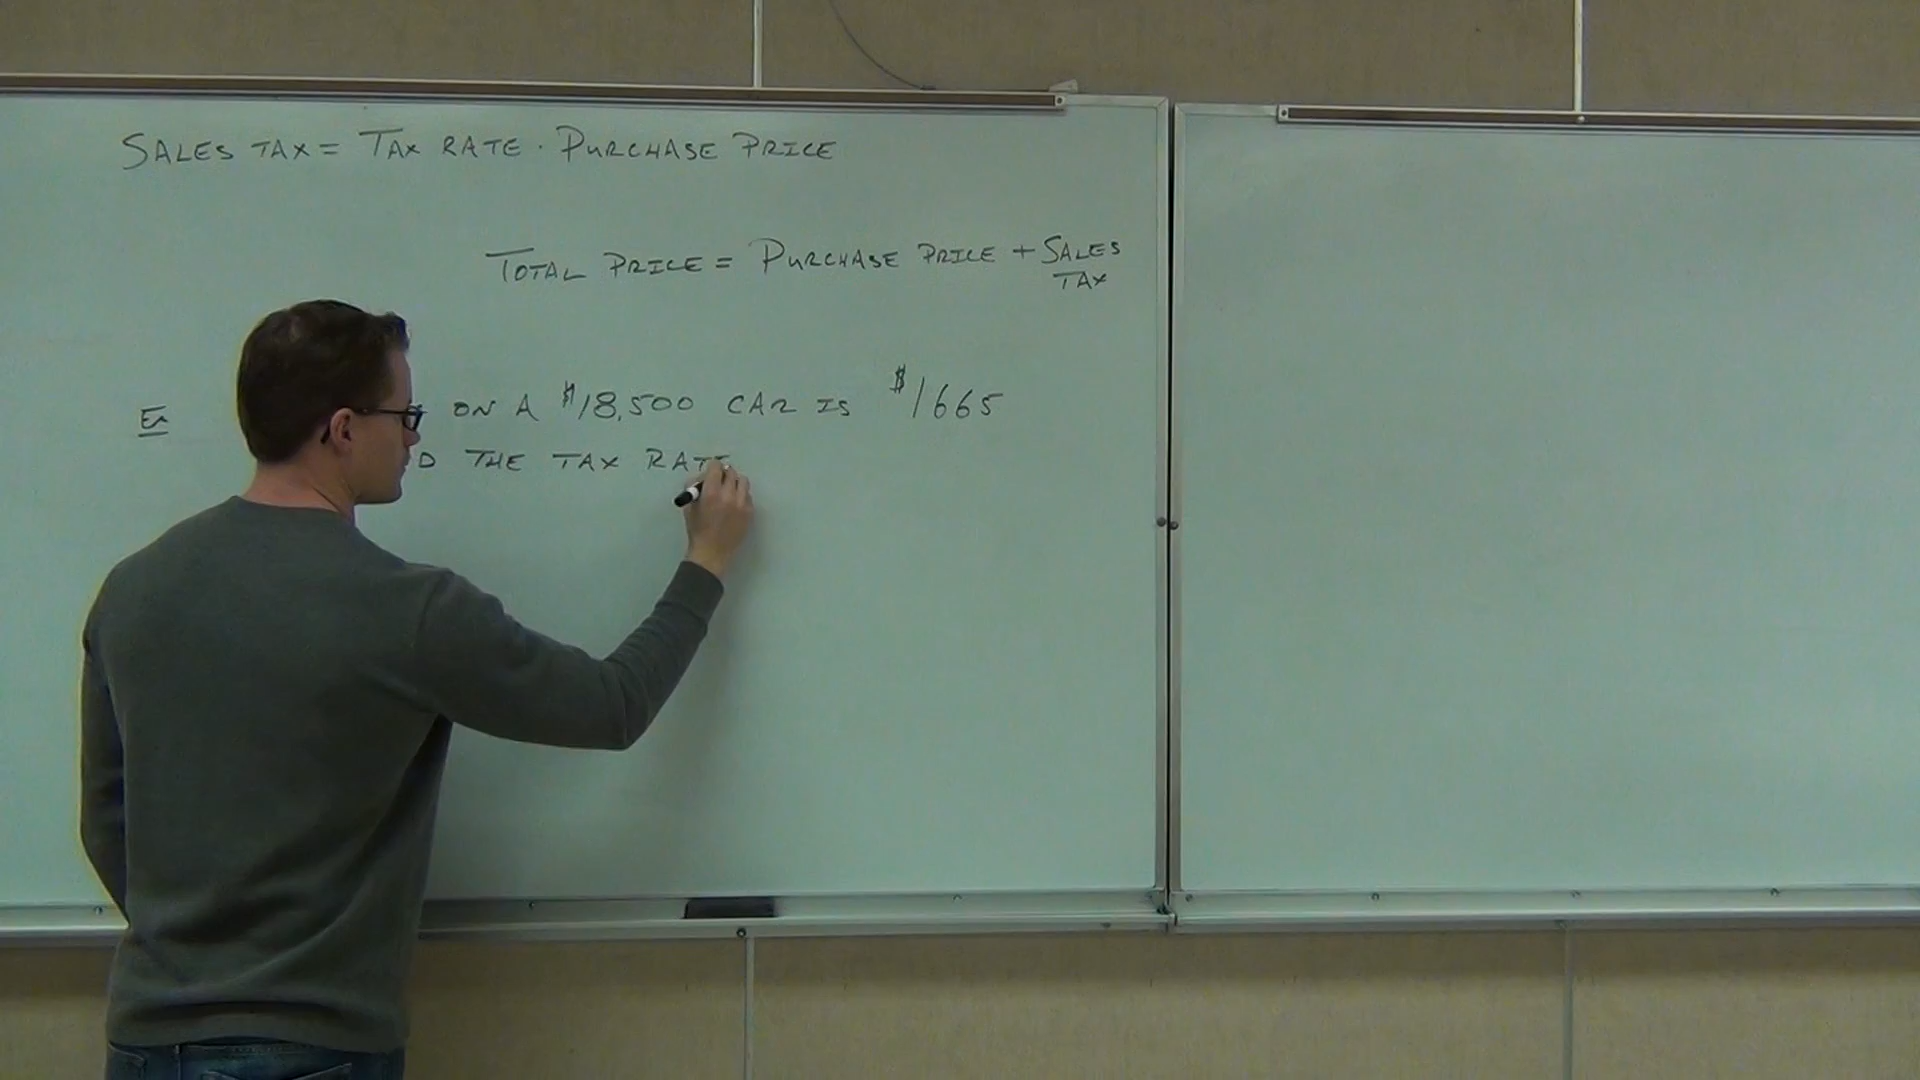 SALES TAX = TAX RATE · PURCHASE PRICE
TOTAL PRICE = PURCHASE PRICE + SALES
TAX
Ex ON A $18,500 CAR IS $1665
D THE TAX RATE